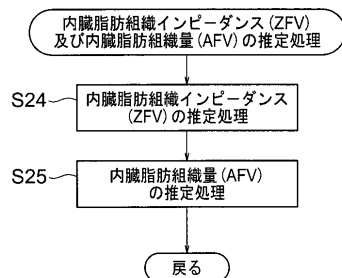 内臓脂肪組織インピーダンス(ZFV)
及び内臓脂肪組織量(AFV)の推定処理
S24
内臓脂肪組織インピーダンス
(ZFV)の推定処理
S25
内臓脂肪組織量(AFV)
の推定処理
戻る